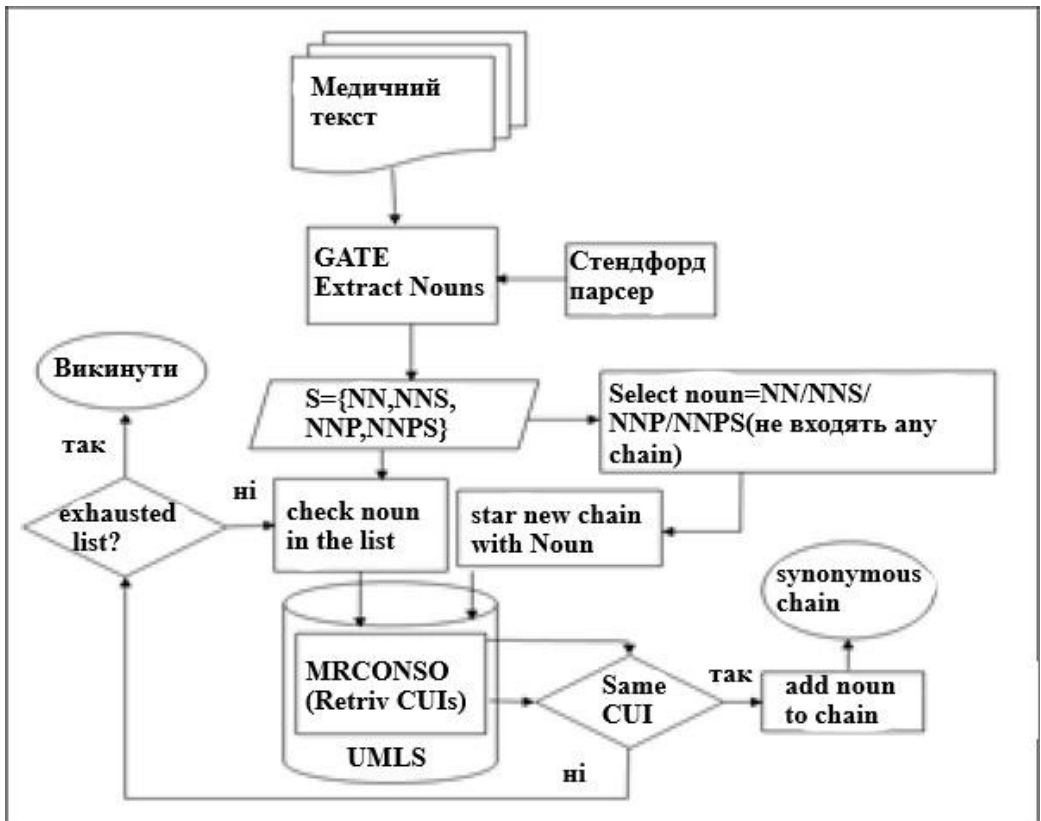 Медичний
текст
GATE
Extract Nouns
Стендфорд
парсер
Викинути
S={NN,NNS,
NNP,NNPS}
Select noun=NN/NNS/
NNP/NNPS(не входять any
chain)
так
exhausted
list?
ні
check noun
in the list
star new chain
with Noun
synonymous
chain
MRCONSO
(Retriv CUIs)
UMLS
Same
CUI
так
add noun
to chain
ні